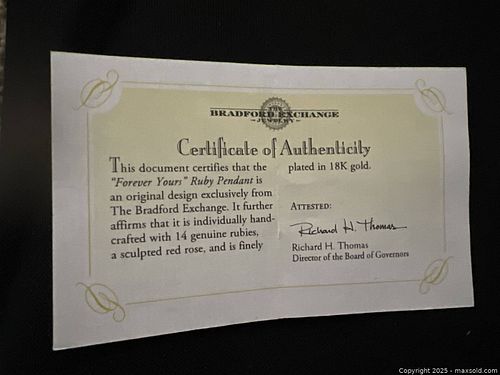 THE
BRADFORD EXCHANGE
JEWELRY
Certificate of Authenticity
This document certifies that the
"Forever Yours" Ruby Pendant is
an original design exclusively from
The Bradford Exchange. It further
affirms that it is individually hand-
crafted with 14 genuine rubies,
a sculpted red rose, and is finely
plated in 18K gold.
ATTESTED:
Richard H. Thomas
Richard H. Thomas
Director of the Board of Governors
Copyright 2025 - maxsold.com